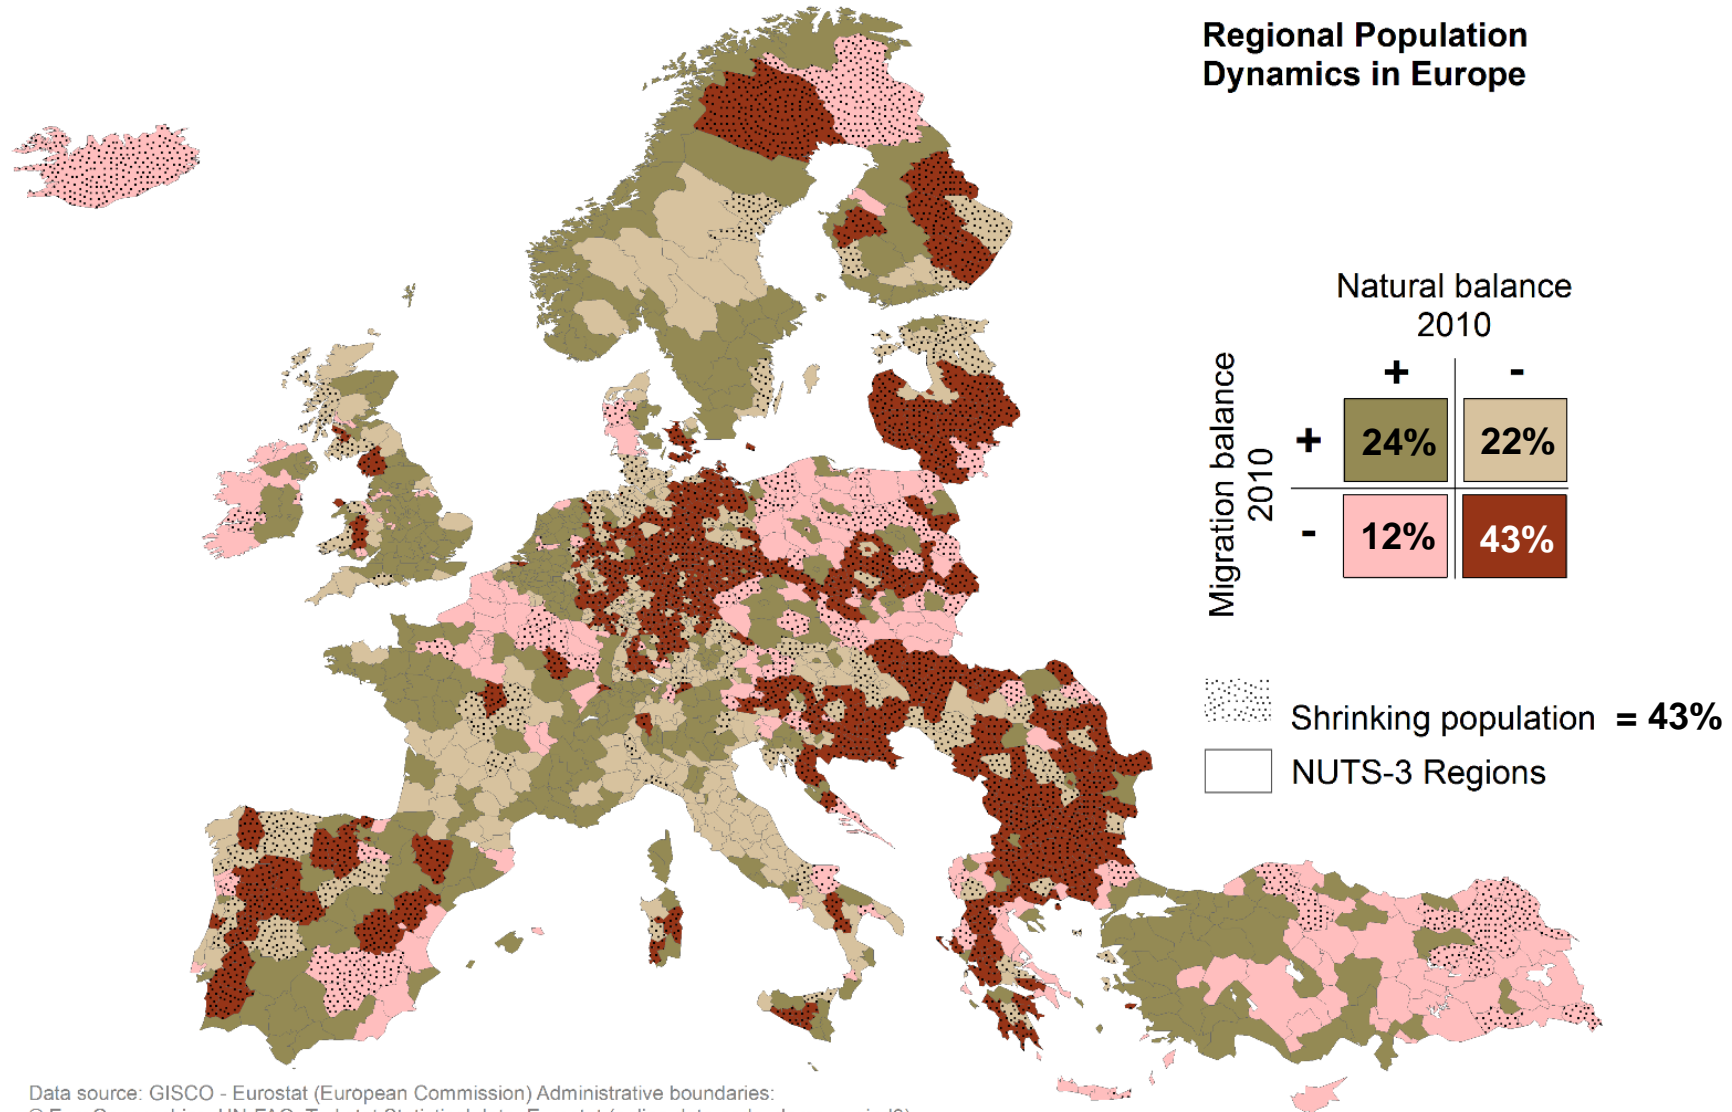 Regional Population
Dynamics in Europe
Natural balance
2010
+ -
Migration balance
2010
+ 24% 22%
- 12% 43%
Shrinking population = 43%
NUTS-3 Regions
Data source: GISCO - Eurostat (European Commission) Administrative boundaries: